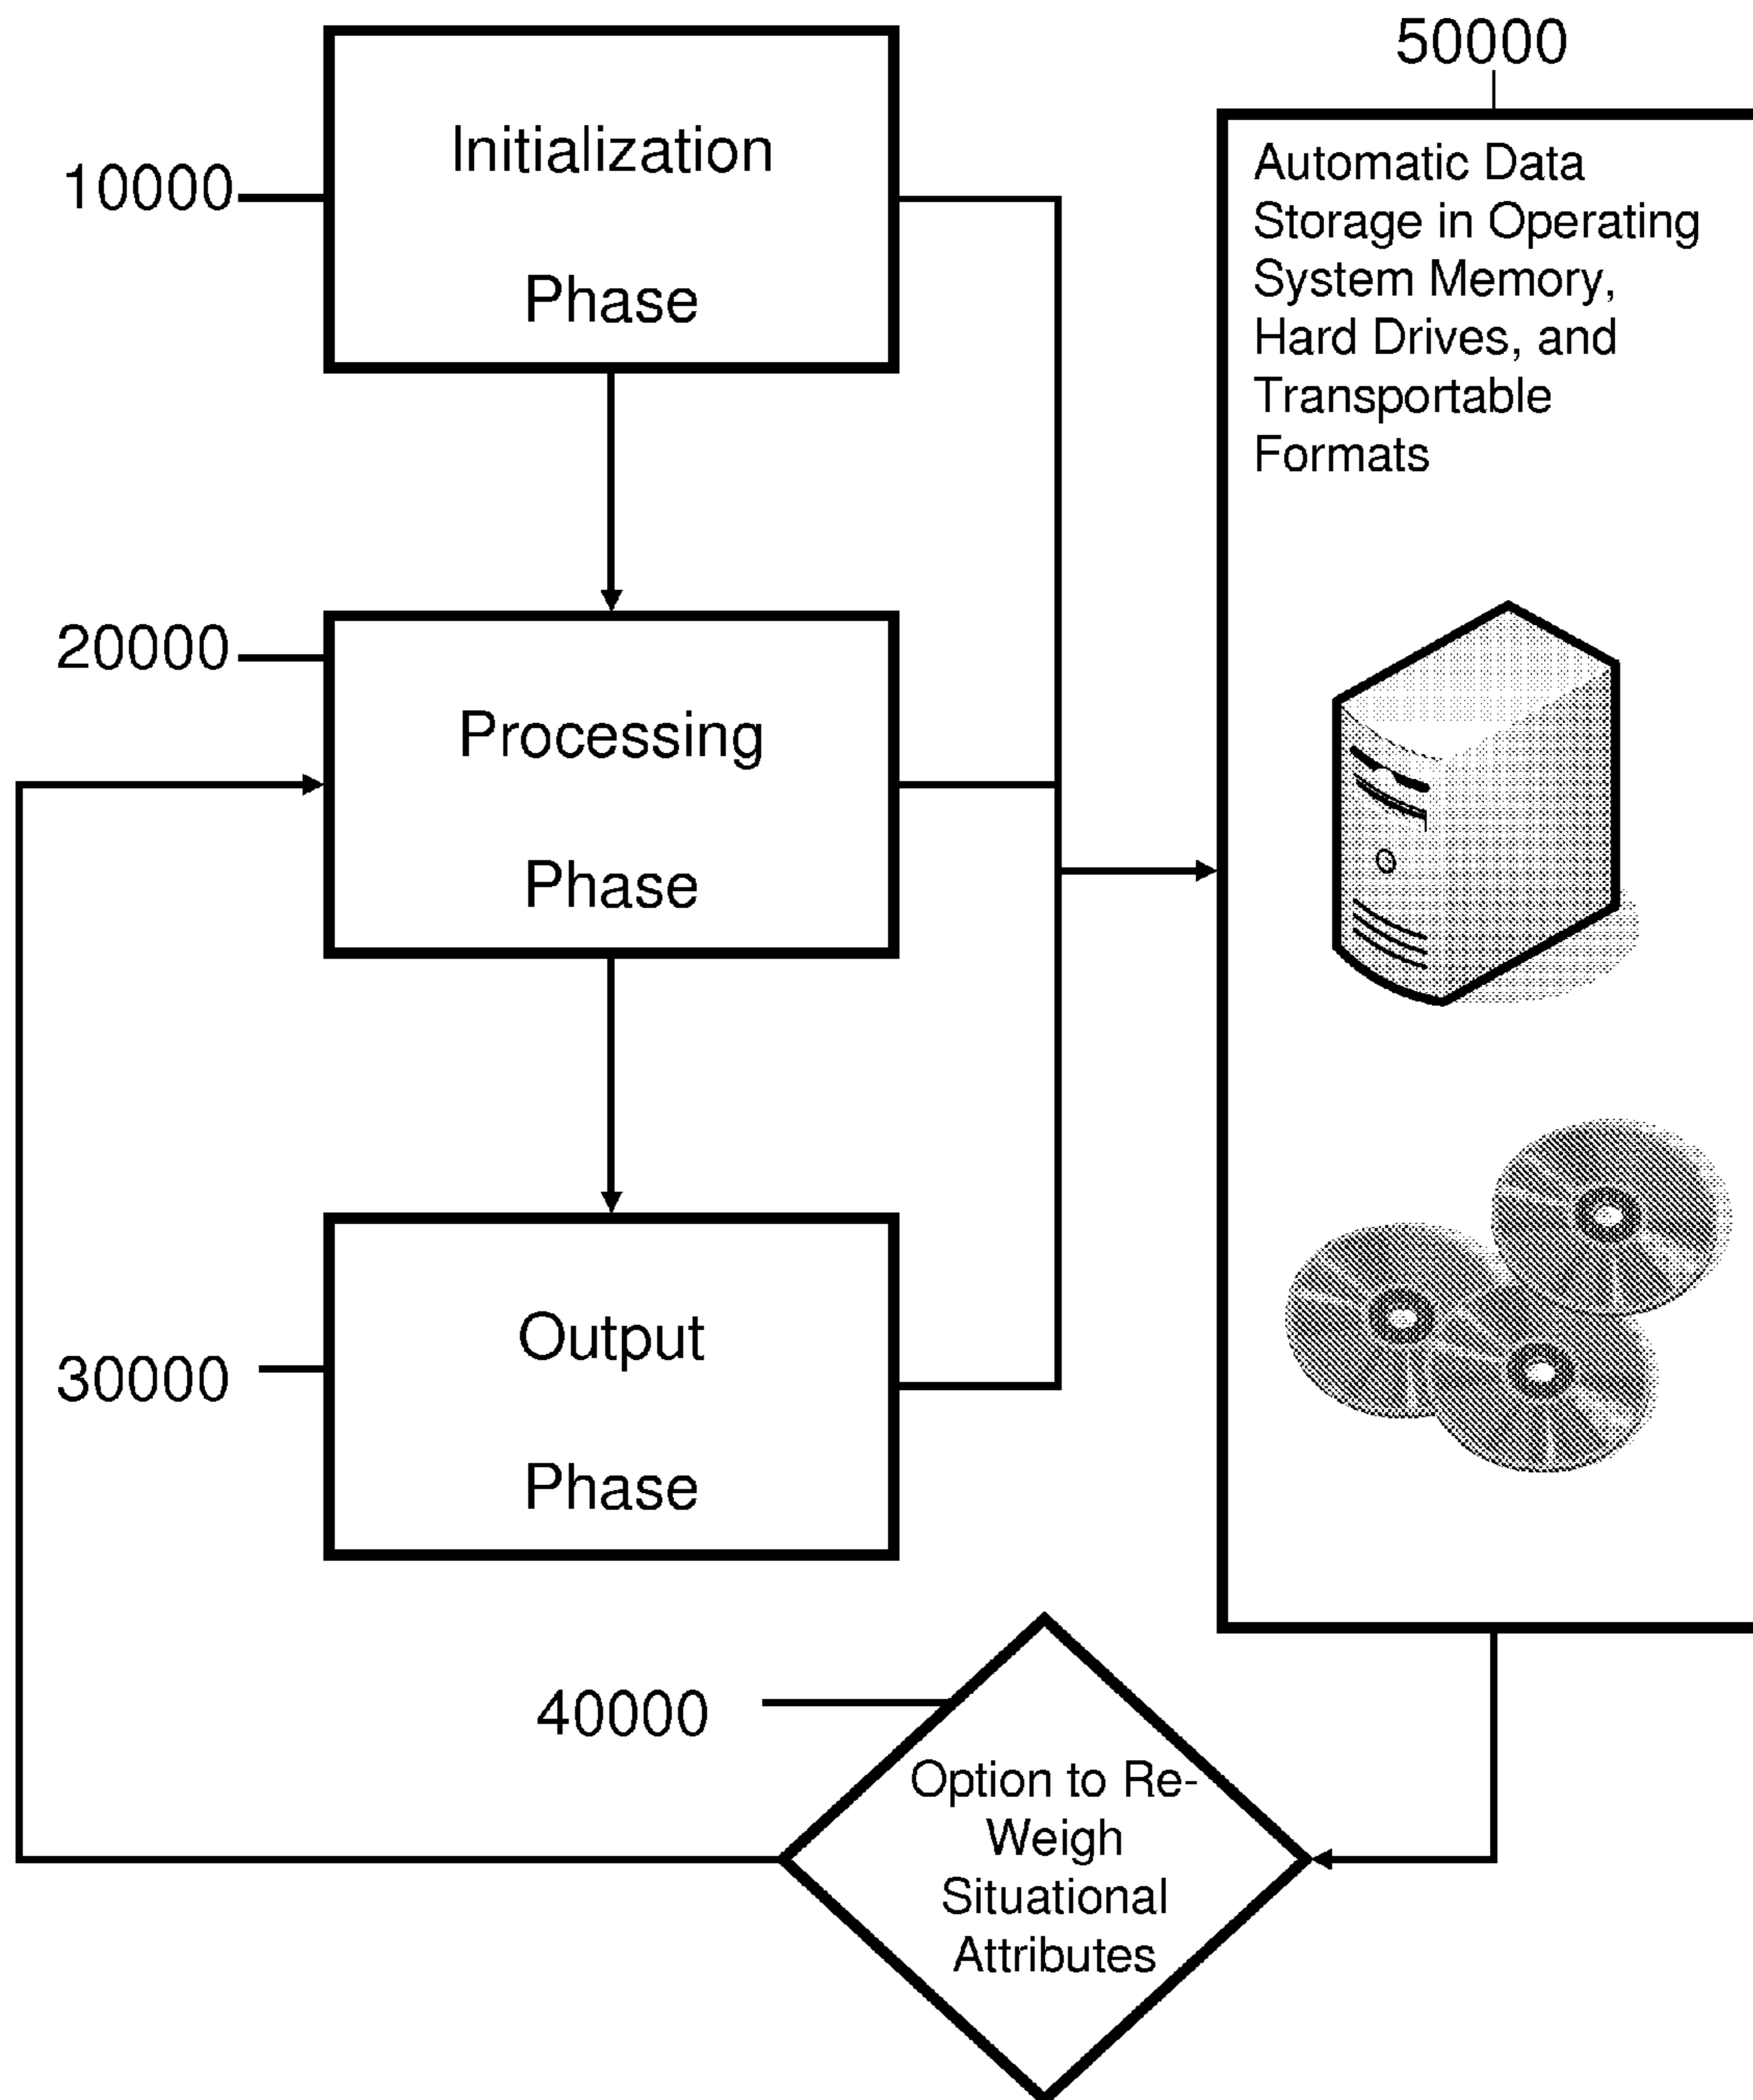 50000
Initialization
Phase
10000
Automatic Data
Storage in Operating
System Memory,
Hard Drives, and
Transportable
Formats
20000
Processing
Phase
Output
Phase
30000
40000
Option to Re-
Weigh
Situational
Attributes